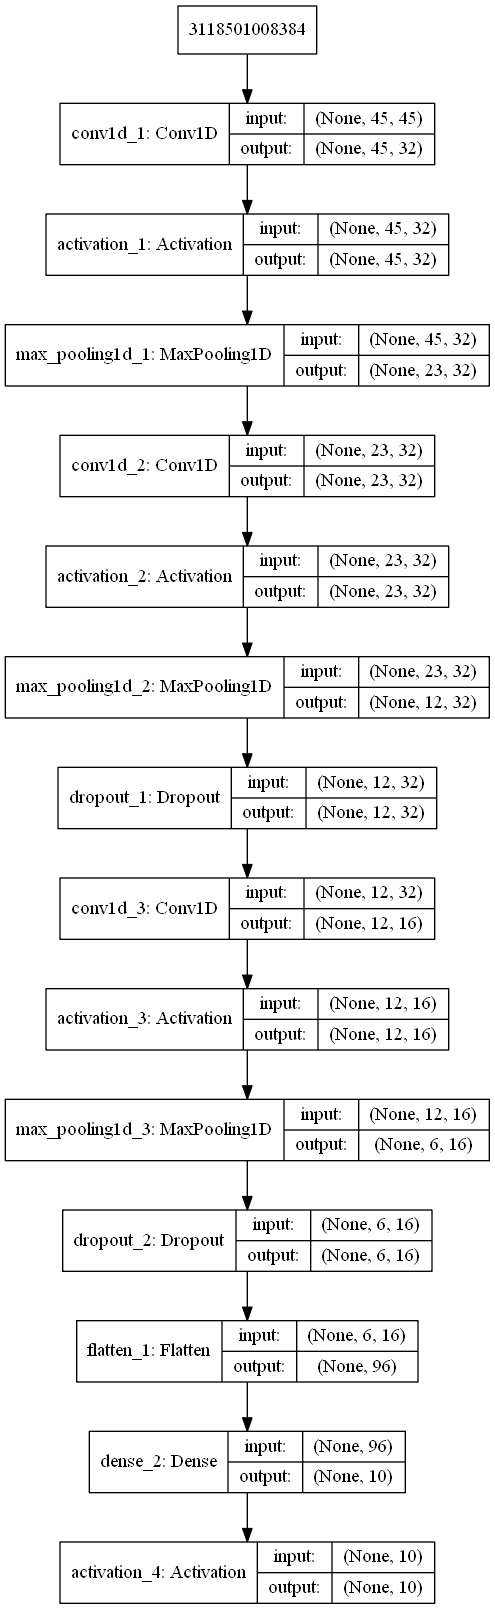 3118501008384
conv1d_1: Conv1D
input: (None, 45, 45)
output: (None, 45, 32)
activation_1: Activation
input: (None, 45, 32)
output: (None, 45, 32)
max_pooling1d_1: MaxPooling1D
input: (None, 45, 32)
output: (None, 23, 32)
conv1d_2: Conv1D
input: (None, 23, 32)
output: (None, 23, 32)
activation_2: Activation
input: (None, 23, 32)
output: (None, 23, 32)
max_pooling1d_2: MaxPooling1D
input: (None, 23, 32)
output: (None, 12, 32)
dropout_1: Dropout
input: (None, 12, 32)
output: (None, 12, 32)
conv1d_3: Conv1D
input: (None, 12, 32)
output: (None, 12, 16)
activation_3: Activation
input: (None, 12, 16)
output: (None, 12, 16)
max_pooling1d_3: MaxPooling1D
input: (None, 12, 16)
output: (None, 6, 16)
dropout_2: Dropout
input: (None, 6, 16)
output: (None, 6, 16)
flatten_1: Flatten
input: (None, 6, 16)
output: (None, 96)
dense_2: Dense
input: (None, 96)
output: (None, 10)
activation_4: Activation
input: (None, 10)
output: (None, 10)